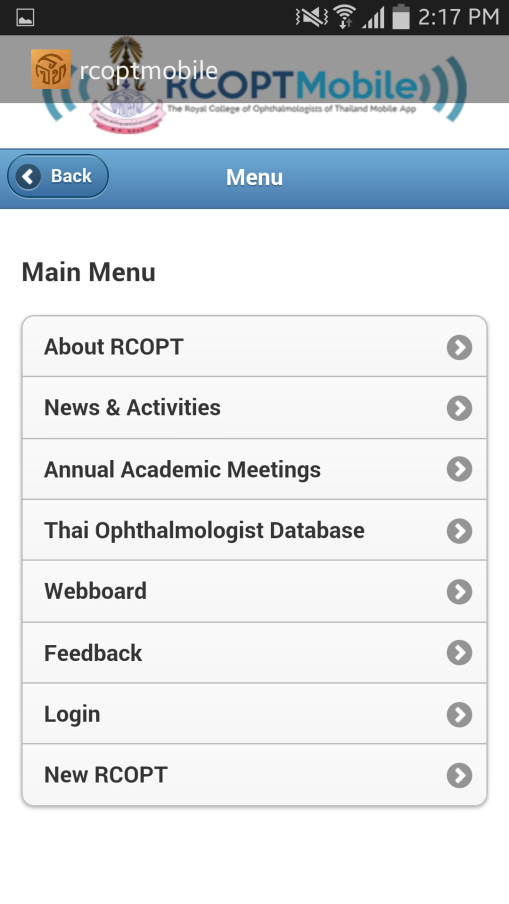 2:17 PM
rcoptmobile
RCOPTMobile
The Royal College of Ophthalmologists of Thailand Mobile App
Back
Menu
Main Menu
About RCOPT
News & Activities
Annual Academic Meetings
Thai Ophthalmologist Database
Webboard
Feedback
Login
New RCOPT